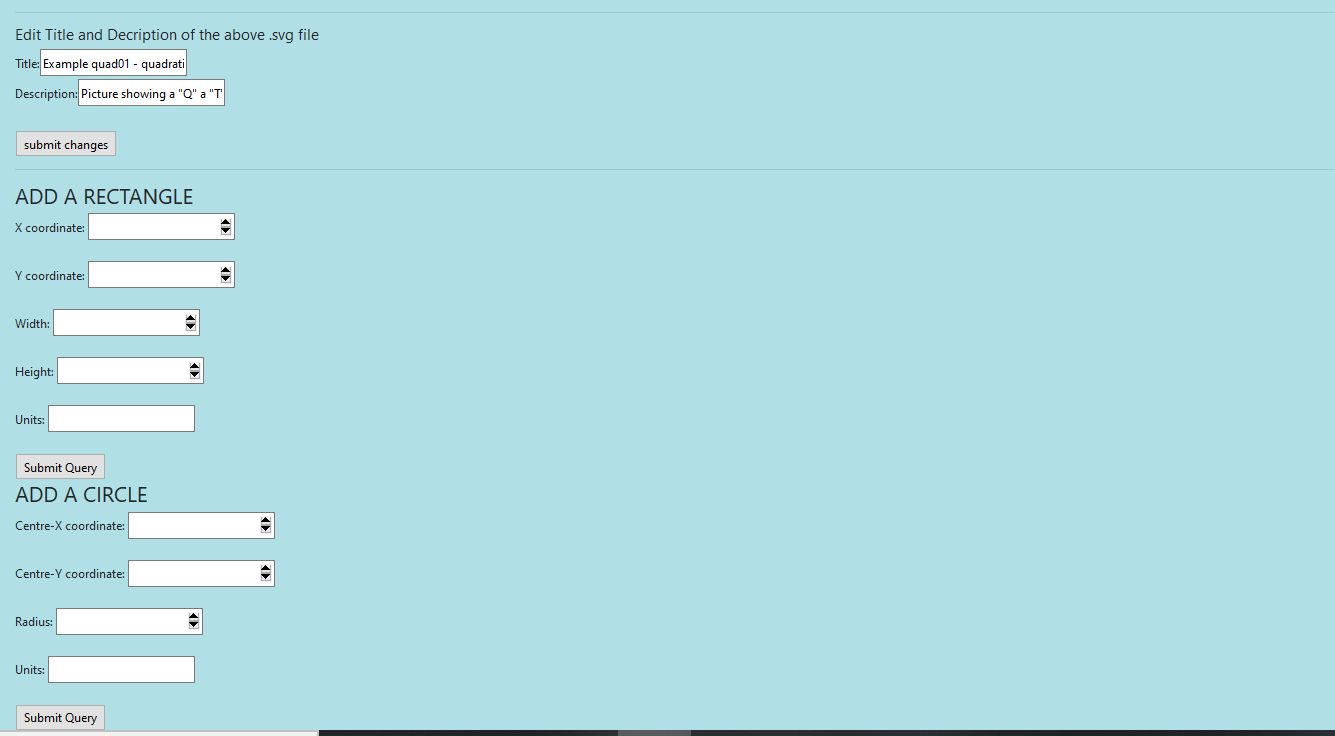 Edit Title and Decription of the above .svg file
Title: Example quad01 - quadrati
Description: Picture showing a "Q" a "T"
submit changes
ADD A RECTANGLE
X coordinate:
Y coordinate:
Width:
Height:
Units:
Submit Query
ADD A CIRCLE
Centre-X coordinate:
Centre-Y coordinate:
Radius:
Units:
Submit Query